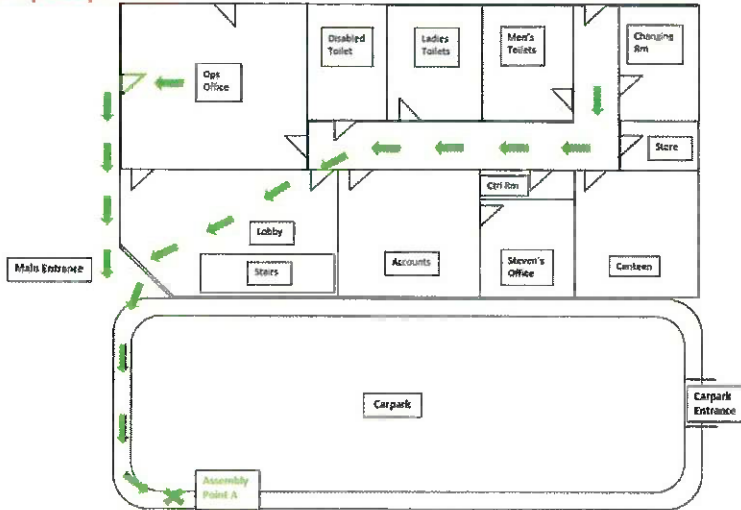 Disabled
Toilet
Ladies
Toilets
Men's
Toilets
Changing
Rm
Ops
Office
Store
Ctrl Rm
Lobby
Main Entrance
Stairs
Accounts
Steven's
Office
Canteen
Carpark
Carpark
Entrance
Assembly
Point A